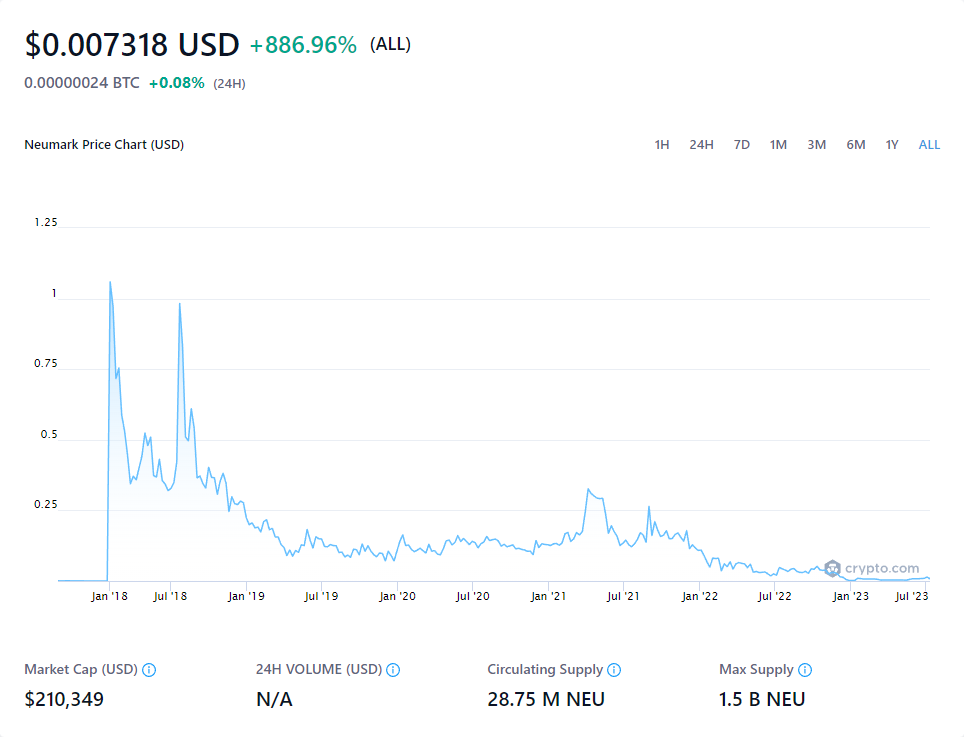 $0.007318 USD +886.96% (ALL)
0.00000024 BTC +0.08% (24H)
Neumark Price Chart (USD) 1H 24H 7D 1M 3M 6M 1Y ALL
1.25
1
0.75
0.5
0.25
crypto.com
Jan '18 Jul '18 Jan '19 Jul '19 Jan '20 Jul '20 Jan '21 Jul '21 Jan '22 Jul '22 Jan '23 Jul '23
Market Cap (USD) 24H VOLUME (USD) Circulating Supply Max Supply
$210,349 N/A 28.75 M NEU 1.5 B NEU